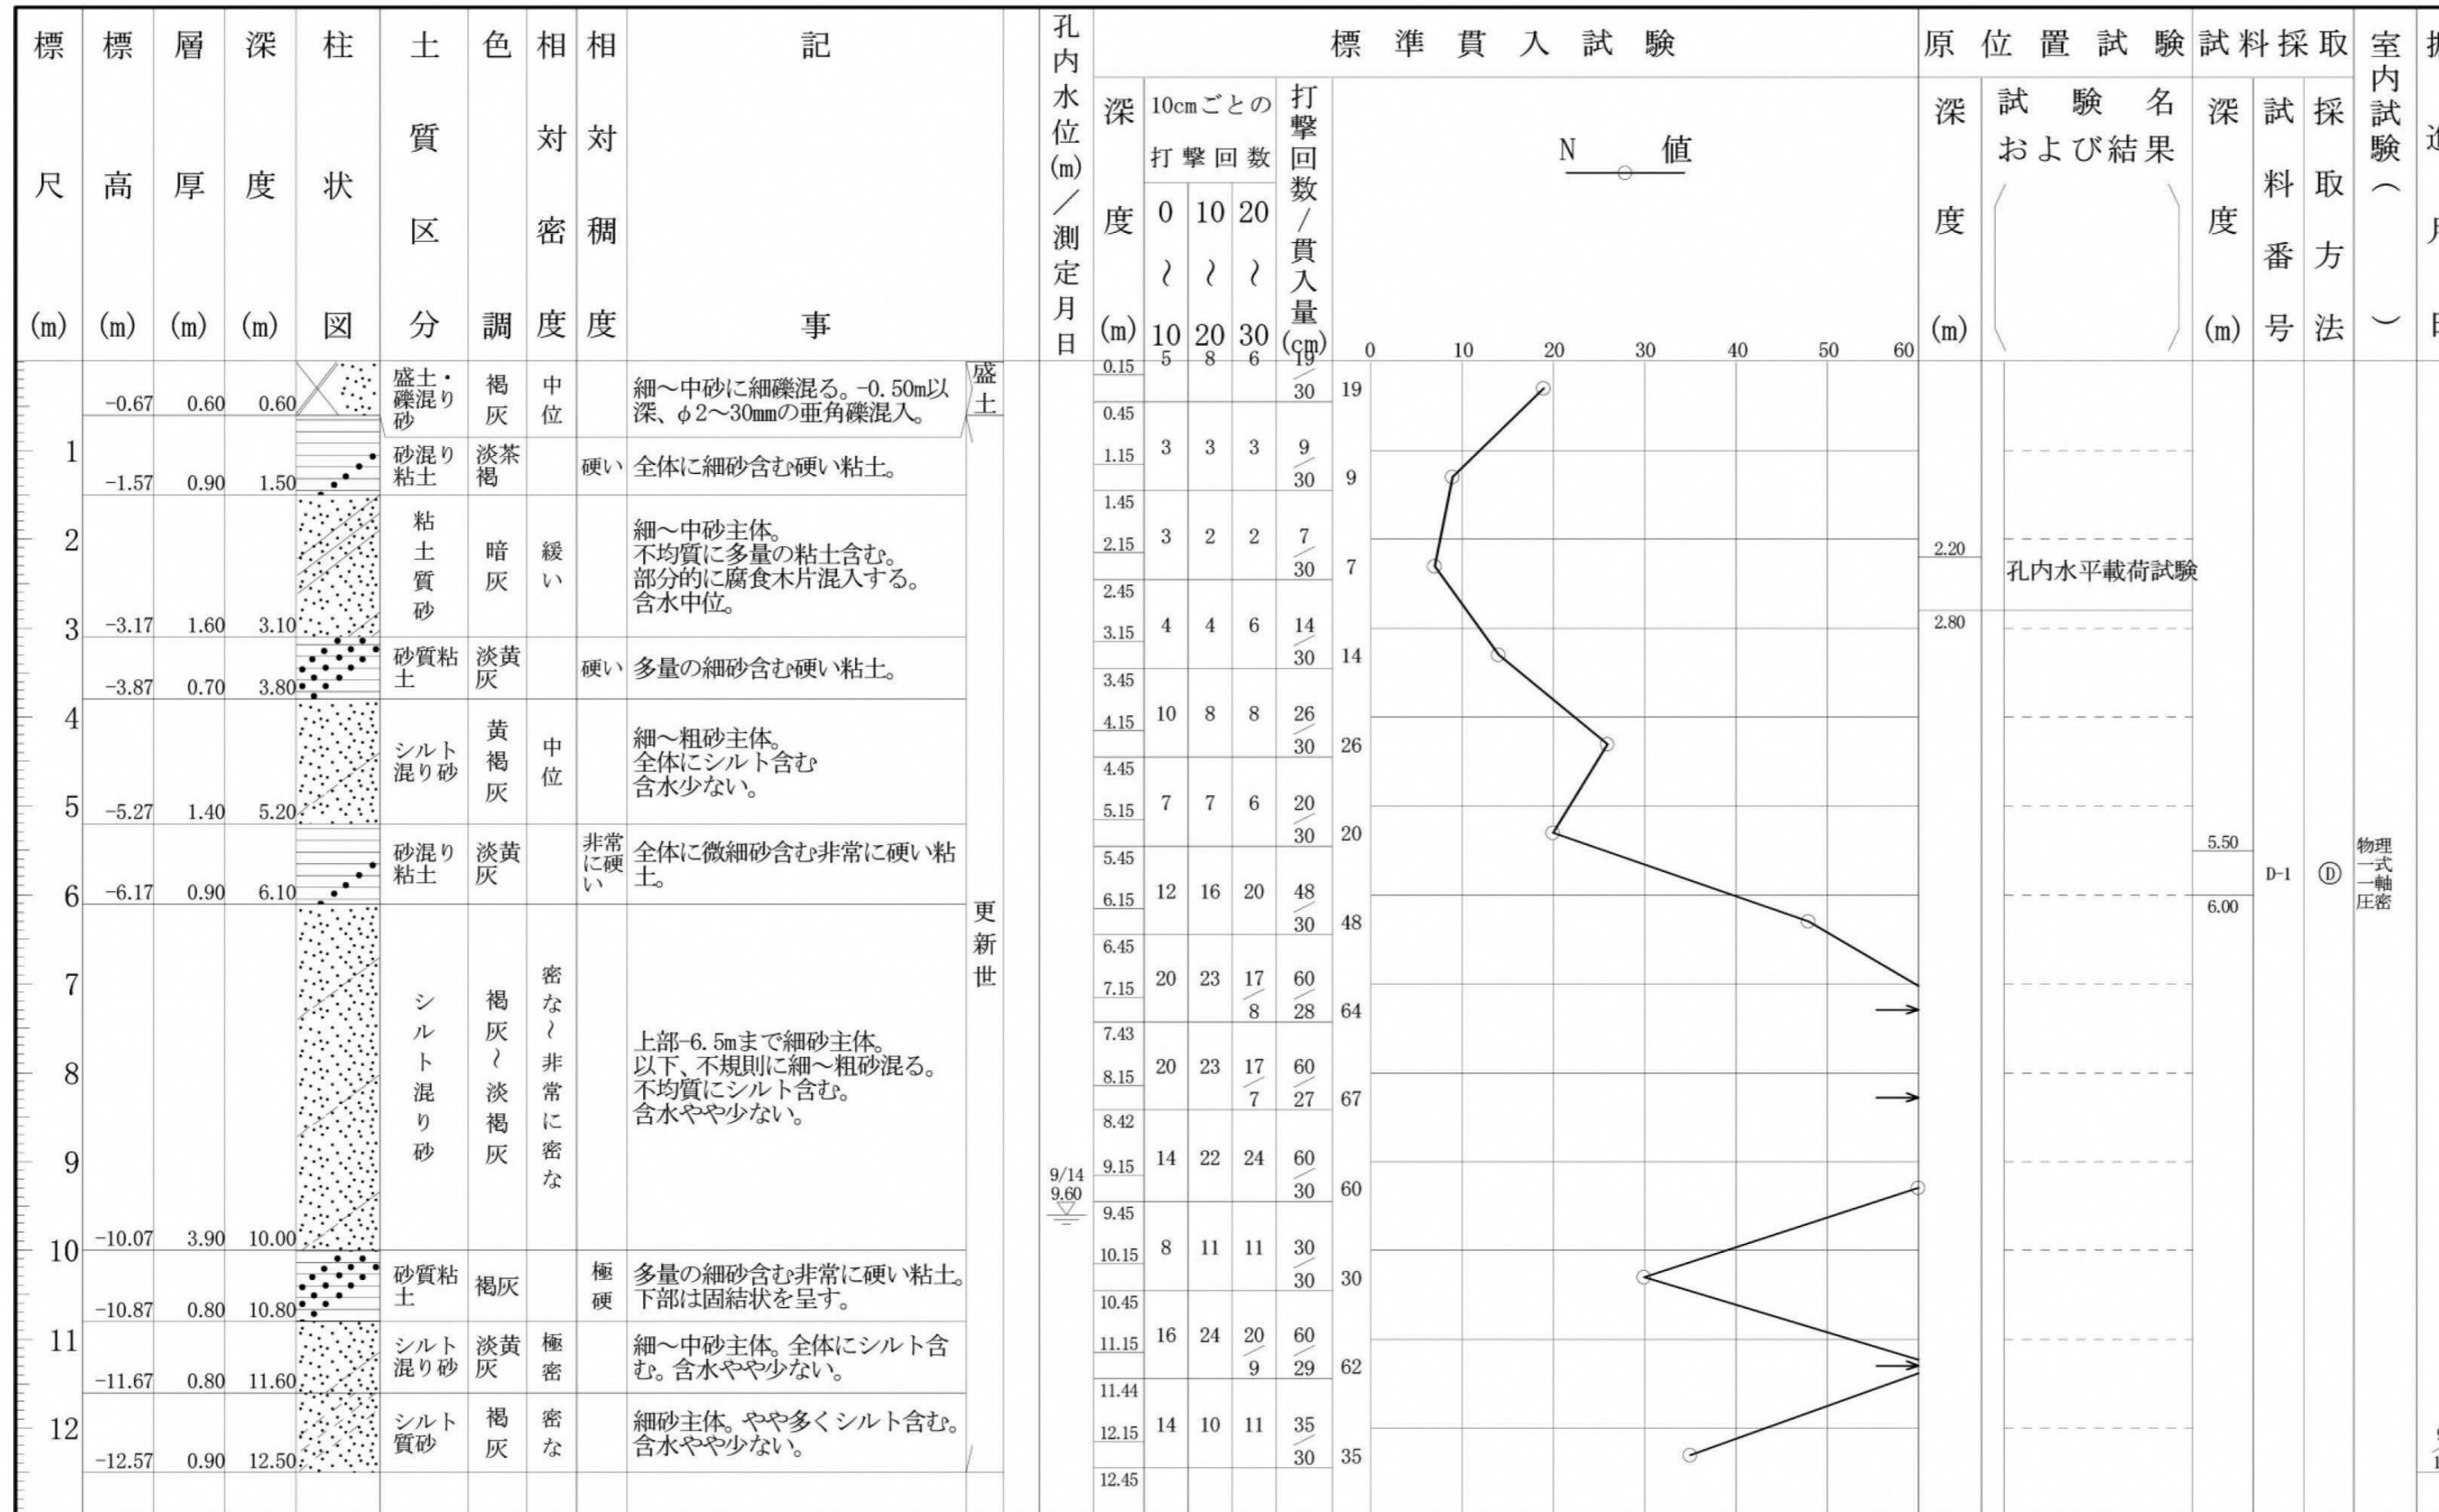 標尺(m)
標高(m)
層厚(m)
深度(m)
柱状図
土質区分
色調
相対密度
相対稠度
記事
孔内水位(m)/測定月日
標準貫入試験
深度(m)
10cmごとの
打撃回数
0〜10
10〜20
20〜30
打撃回数/貫入量(cm)
N 値
0 10 20 30 40 50 60
原位置試験
深度(m)
試験名
および結果
試料採取
深度(m)
試料番号
採取方法
室内試験( )
-0.67 0.60 0.60
盛土・
礫混り
砂
褐灰
中位
細〜中砂に細礫混る。-0.50m以
深、φ2〜30mmの亜角礫混入。
盛土
1
-1.57 0.90 1.50
砂混り
粘土
淡茶
褐
硬い
全体に細砂含む硬い粘土。
2
3
-3.17 1.60 3.10
粘土質砂
暗灰
緩い
細〜中砂主体。
不均質に多量の粘土含む。
部分的に腐食木片混入する。
含水中位。
-3.87 0.70 3.80
砂質粘
土
淡黄
灰
硬い
多量の細砂含む硬い粘土。
4
5
-5.27 1.40 5.20
シルト
混り砂
黄褐灰
中位
細〜粗砂主体。
全体にシルト含む
含水少ない。
6
-6.17 0.90 6.10
砂混り
粘土
淡黄
灰
非常
に硬
い
全体に微細砂含む非常に硬い粘
土。
更新世
7
8
9
10
-10.07 3.90 10.00
シルト混り砂
褐灰〜淡褐灰
密な〜非常に密な
上部-6.5mまで細砂主体。
以下、不規則に細〜粗砂混る。
不均質にシルト含む。
含水やや少ない。
-10.87 0.80 10.80
砂質粘
土
褐灰
極硬
多量の細砂含む非常に硬い粘土。
下部は固結状を呈す。
11
-11.67 0.80 11.60
シルト
混り砂
淡黄
灰
極密
細〜中砂主体。全体にシルト含
む。含水やや少ない。
12
-12.57 0.90 12.50
シルト
質砂
褐灰
密な
細砂主体。やや多くシルト含む。
含水やや少ない。
9/14
9.60
0.15 5 8 6 19/30 19
0.45
1.15 3 3 3 9/30 9
1.45
2.15 3 2 2 7/30 7
2.45
3.15 4 4 6 14/30 14
3.45
4.15 10 8 8 26/30 26
4.45
5.15 7 7 6 20/30 20
5.45
6.15 12 16 20 48/30 48
6.45
7.15 20 23 17/8 60/28 64
7.43
8.15 20 23 17/7 60/27 67
8.42
9.15 14 22 24 60/30 60
9.45
10.15 8 11 11 30/30 30
10.45
11.15 16 24 20/9 60/29 62
11.44
12.15 14 10 11 35/30 35
12.45
2.20
孔内水平載荷試験
2.80
5.50
D-1 Ⓓ
6.00
物理
一式
一軸
圧密